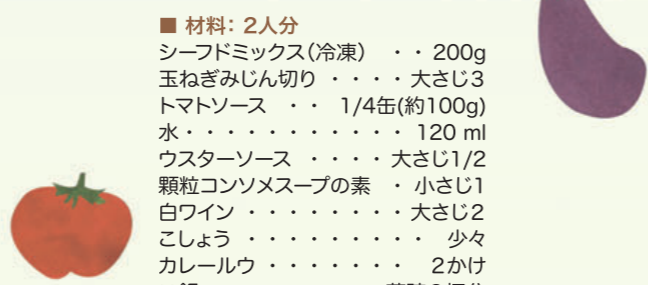 ■ 材料：2人分
シーフドミックス（冷凍） ・・200g
玉ねぎみじん切り ・・・・大さじ3
トマトソース ・・ 1/4缶(約100g)
水・・・・・・・・・・・ 120 ml
ウスターソース ・・・・大さじ1/2
顆粒コンソメスープの素 ・小さじ1
白ワイン ・・・・・・・・大さじ2
こしょう ・・・・・・・・・ 少々
カレールウ ・・・・・・・ 2かけ